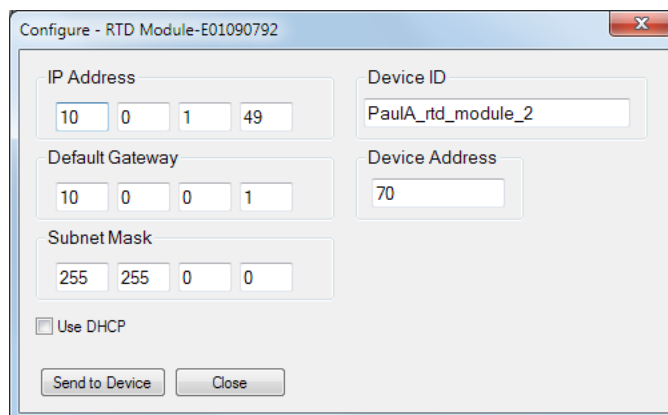 Configure - RTD Module-E01090792
IP Address
10 0 1 49
Device ID
PaulA_rtd_module_2
Default Gateway
10 0 0 1
Device Address
70
Subnet Mask
255 255 0 0
Use DHCP
Send to Device Close